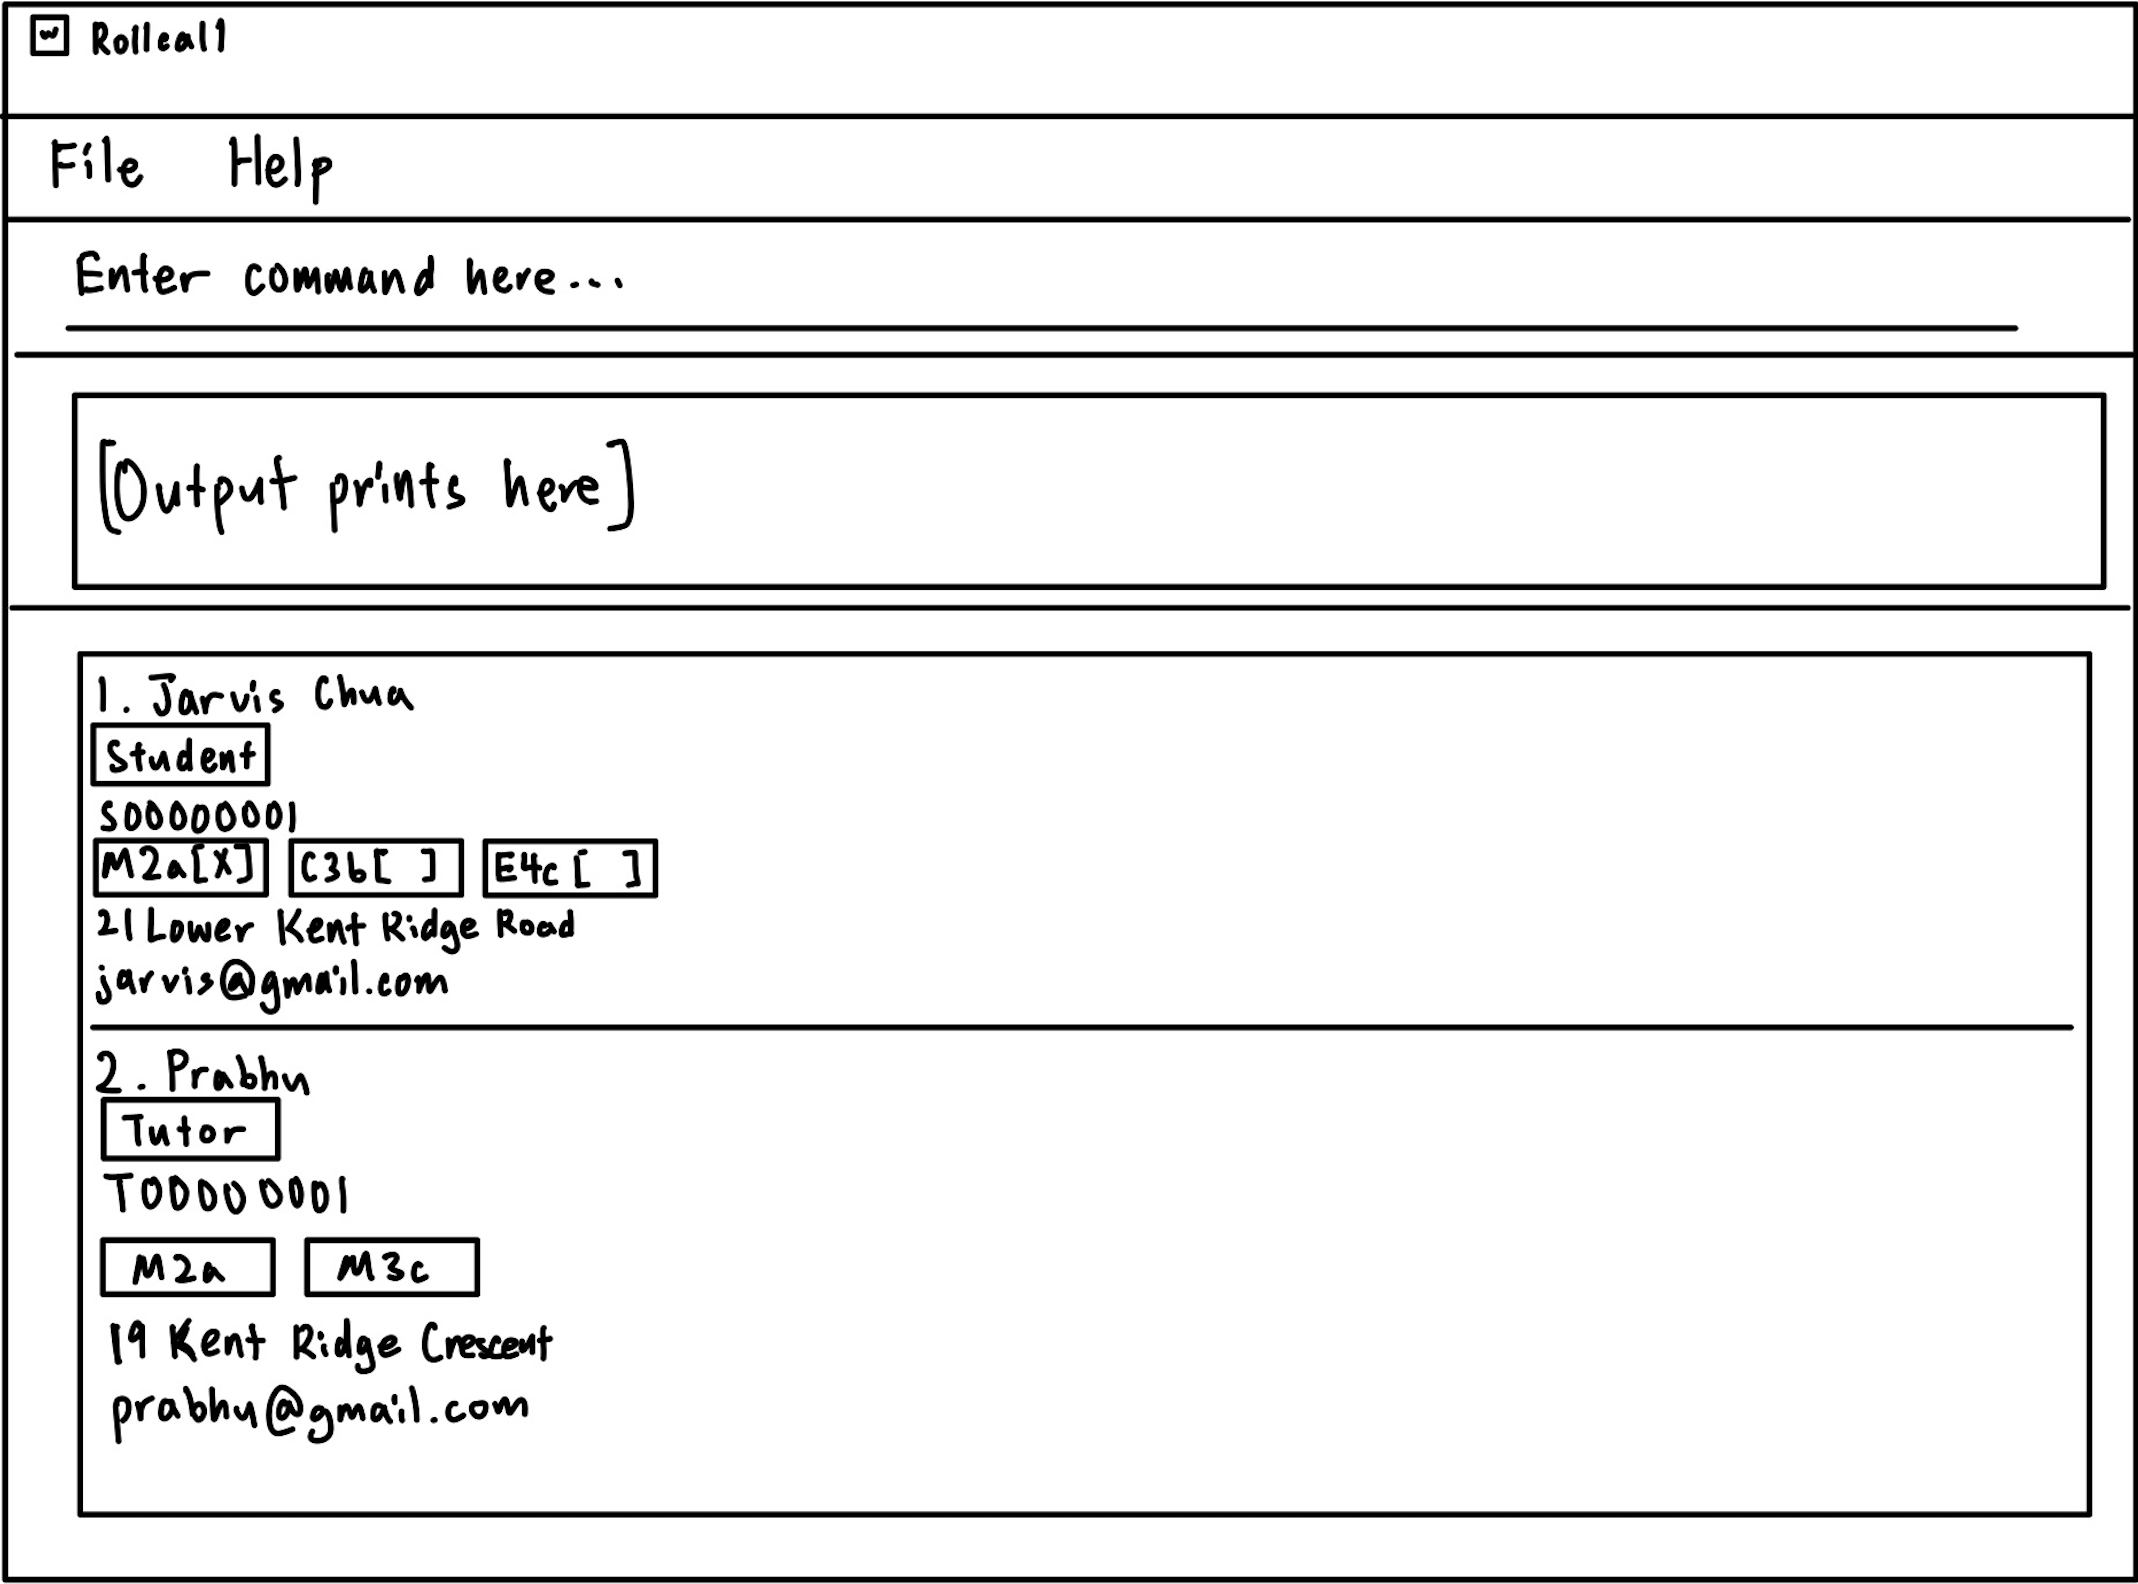 Rollcall
File Help
Enter command here...
[Output prints here]
1. Jarvis Chua
Student
S00000001
M2a[X] C3b[ ] E4c[ ]
21 Lower Kent Ridge Road
jarvis@gmail.com
2. Prabhu
Tutor
T00000001
M2a M3c
19 Kent Ridge Crescent
prabhu@gmail.com